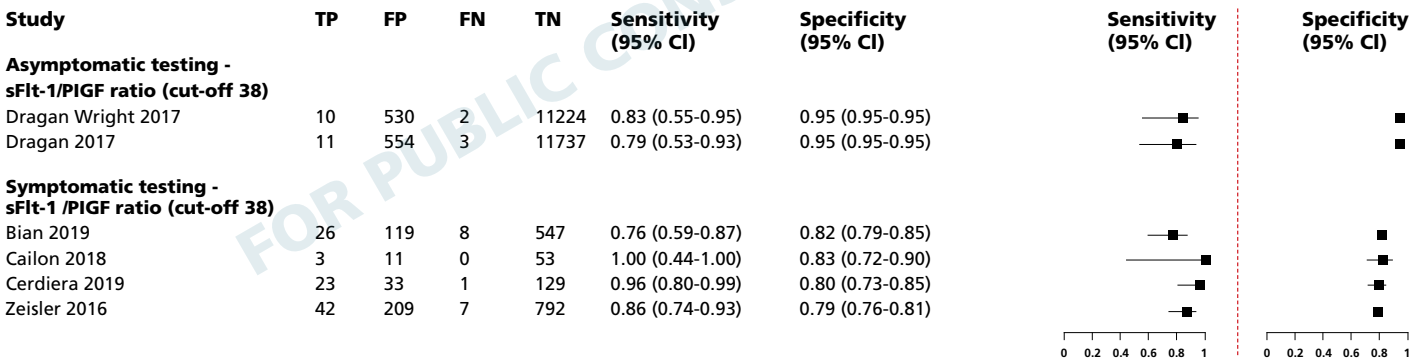 Study TP FP FN TN Sensitivity (95% Cl) Specificity (95% Cl) Sensitivity (95% Cl) Specificity (95% Cl)
Asymptomatic testing -
sFlt-1/PIGF ratio (cut-off 38)
Dragan Wright 2017 10 530 2 11224 0.83 (0.55-0.95) 0.95 (0.95-0.95)
Dragan 2017 11 554 3 11737 0.79 (0.53-0.93) 0.95 (0.95-0.95)
Symptomatic testing -
sFlt-1 /PIGF ratio (cut-off 38)
Bian 2019 26 119 8 547 0.76 (0.59-0.87) 0.82 (0.79-0.85)
Cailon 2018 3 11 0 53 1.00 (0.44-1.00) 0.83 (0.72-0.90)
Cerdiera 2019 23 33 1 129 0.96 (0.80-0.99) 0.80 (0.73-0.85)
Zeisler 2016 42 209 7 792 0.86 (0.74-0.93) 0.79 (0.76-0.81)
0 0.2 0.4 0.6 0.8 1 0 0.2 0.4 0.6 0.8 1
FOR PUBLIC CON